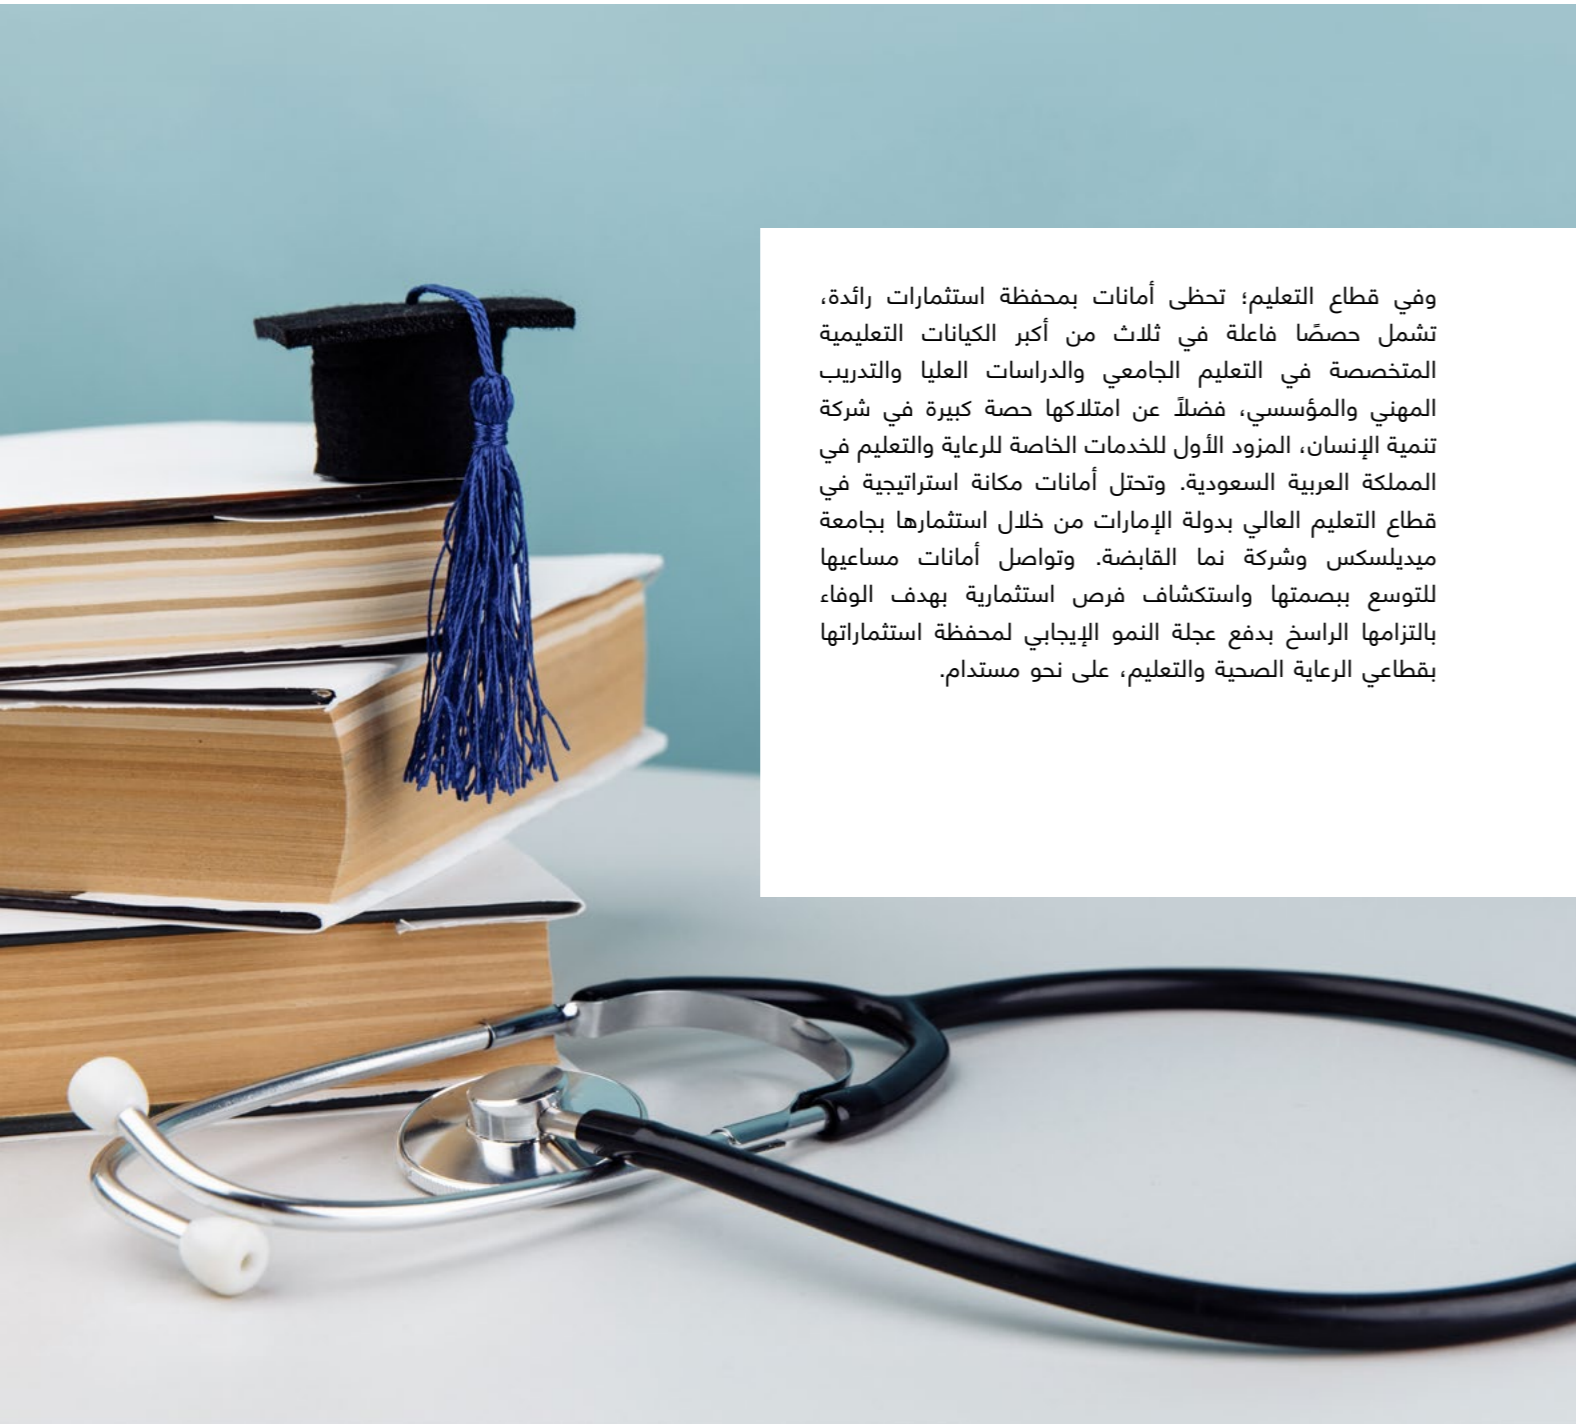 وفي قطاع التعليم؛ تحظى أمانات بمحفظة استثمارات رائدة،
تشمل حصصًا فاعلة في ثلاث من أكبر الكيانات التعليمية
المتخصصة في التعليم الجامعي والدراسات العليا والتدريب
المهني والمؤسسي، فضلاً عن امتلاكها حصة كبيرة في شركة
تنمية الإنسان، المزود الأول للخدمات الخاصة للرعاية والتعليم في
المملكة العربية السعودية. وتحتل أمانات مكانة استراتيجية في
قطاع التعليم العالي بدولة الإمارات من خلال استثمارها بجامعة
ميديلسكس وشركة نما القابضة. وتواصل أمانات مساعيها
للتوسع ببصمتها واستكشاف فرص استثمارية بهدف الوفاء
بالتزامها الراسخ بدفع عجلة النمو الإيجابي لمحفظة استثماراتها
بقطاعي الرعاية الصحية والتعليم، على نحو مستدام.